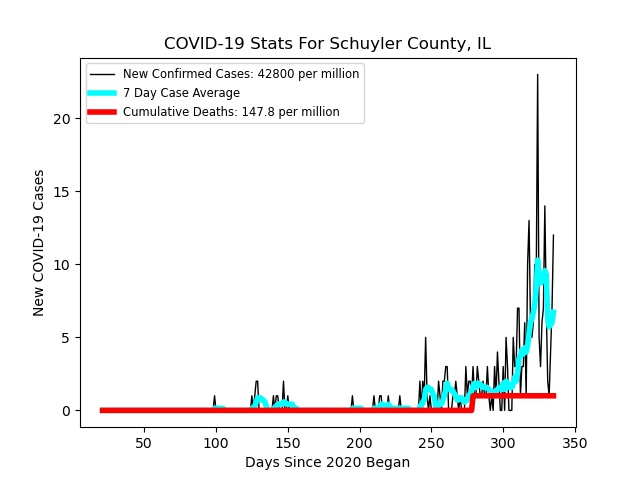 COVID-19 Stats For Schuyler County, IL
New Confirmed Cases: 42800 per million
7 Day Case Average
Cumulative Deaths: 147.8 per million
New COVID-19 Cases
20
15
10
5
0
50 100 150 200 250 300 350
Days Since 2020 Began